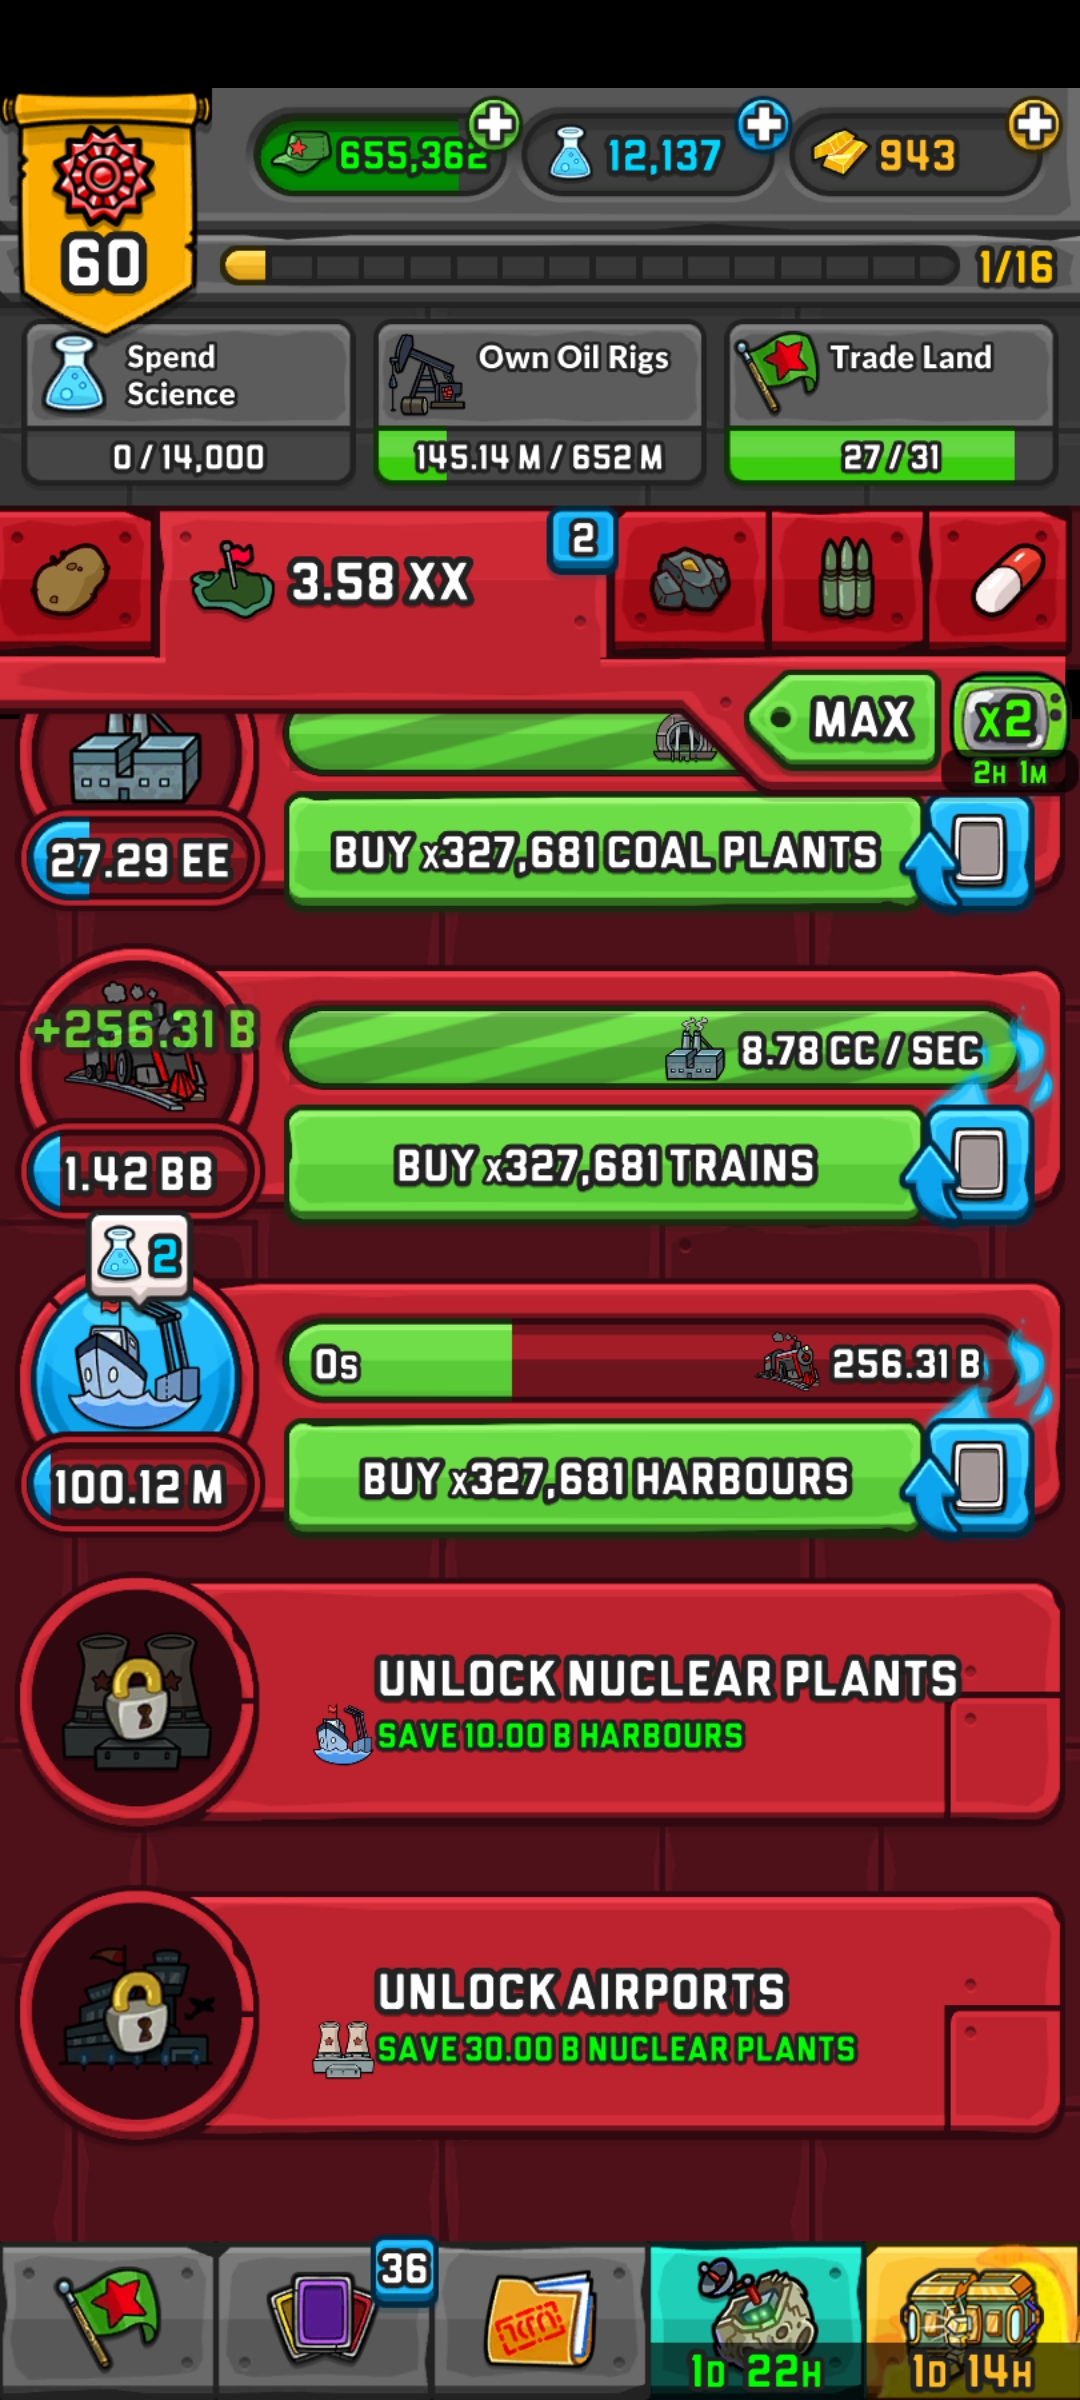 655,362
12,137
943
60
1/16
Spend
Science
0 / 14,000
Own Oil Rigs
145.14 M / 652 M
Trade Land
27 / 31
3.58 XX
2
MAX
x2
2H 1M
27.29 EE
BUY x327,681 COAL PLANTS
+256.31 B
8.78 CC / SEC
1.42 BB
BUY x327,681 TRAINS
2
0s
256.31 B
100.12 M
BUY x327,681 HARBOURS
UNLOCK NUCLEAR PLANTS
SAVE 10.00 B HARBOURS
UNLOCK AIRPORTS
SAVE 30.00 B NUCLEAR PLANTS
36
1D 22H
1D 14H